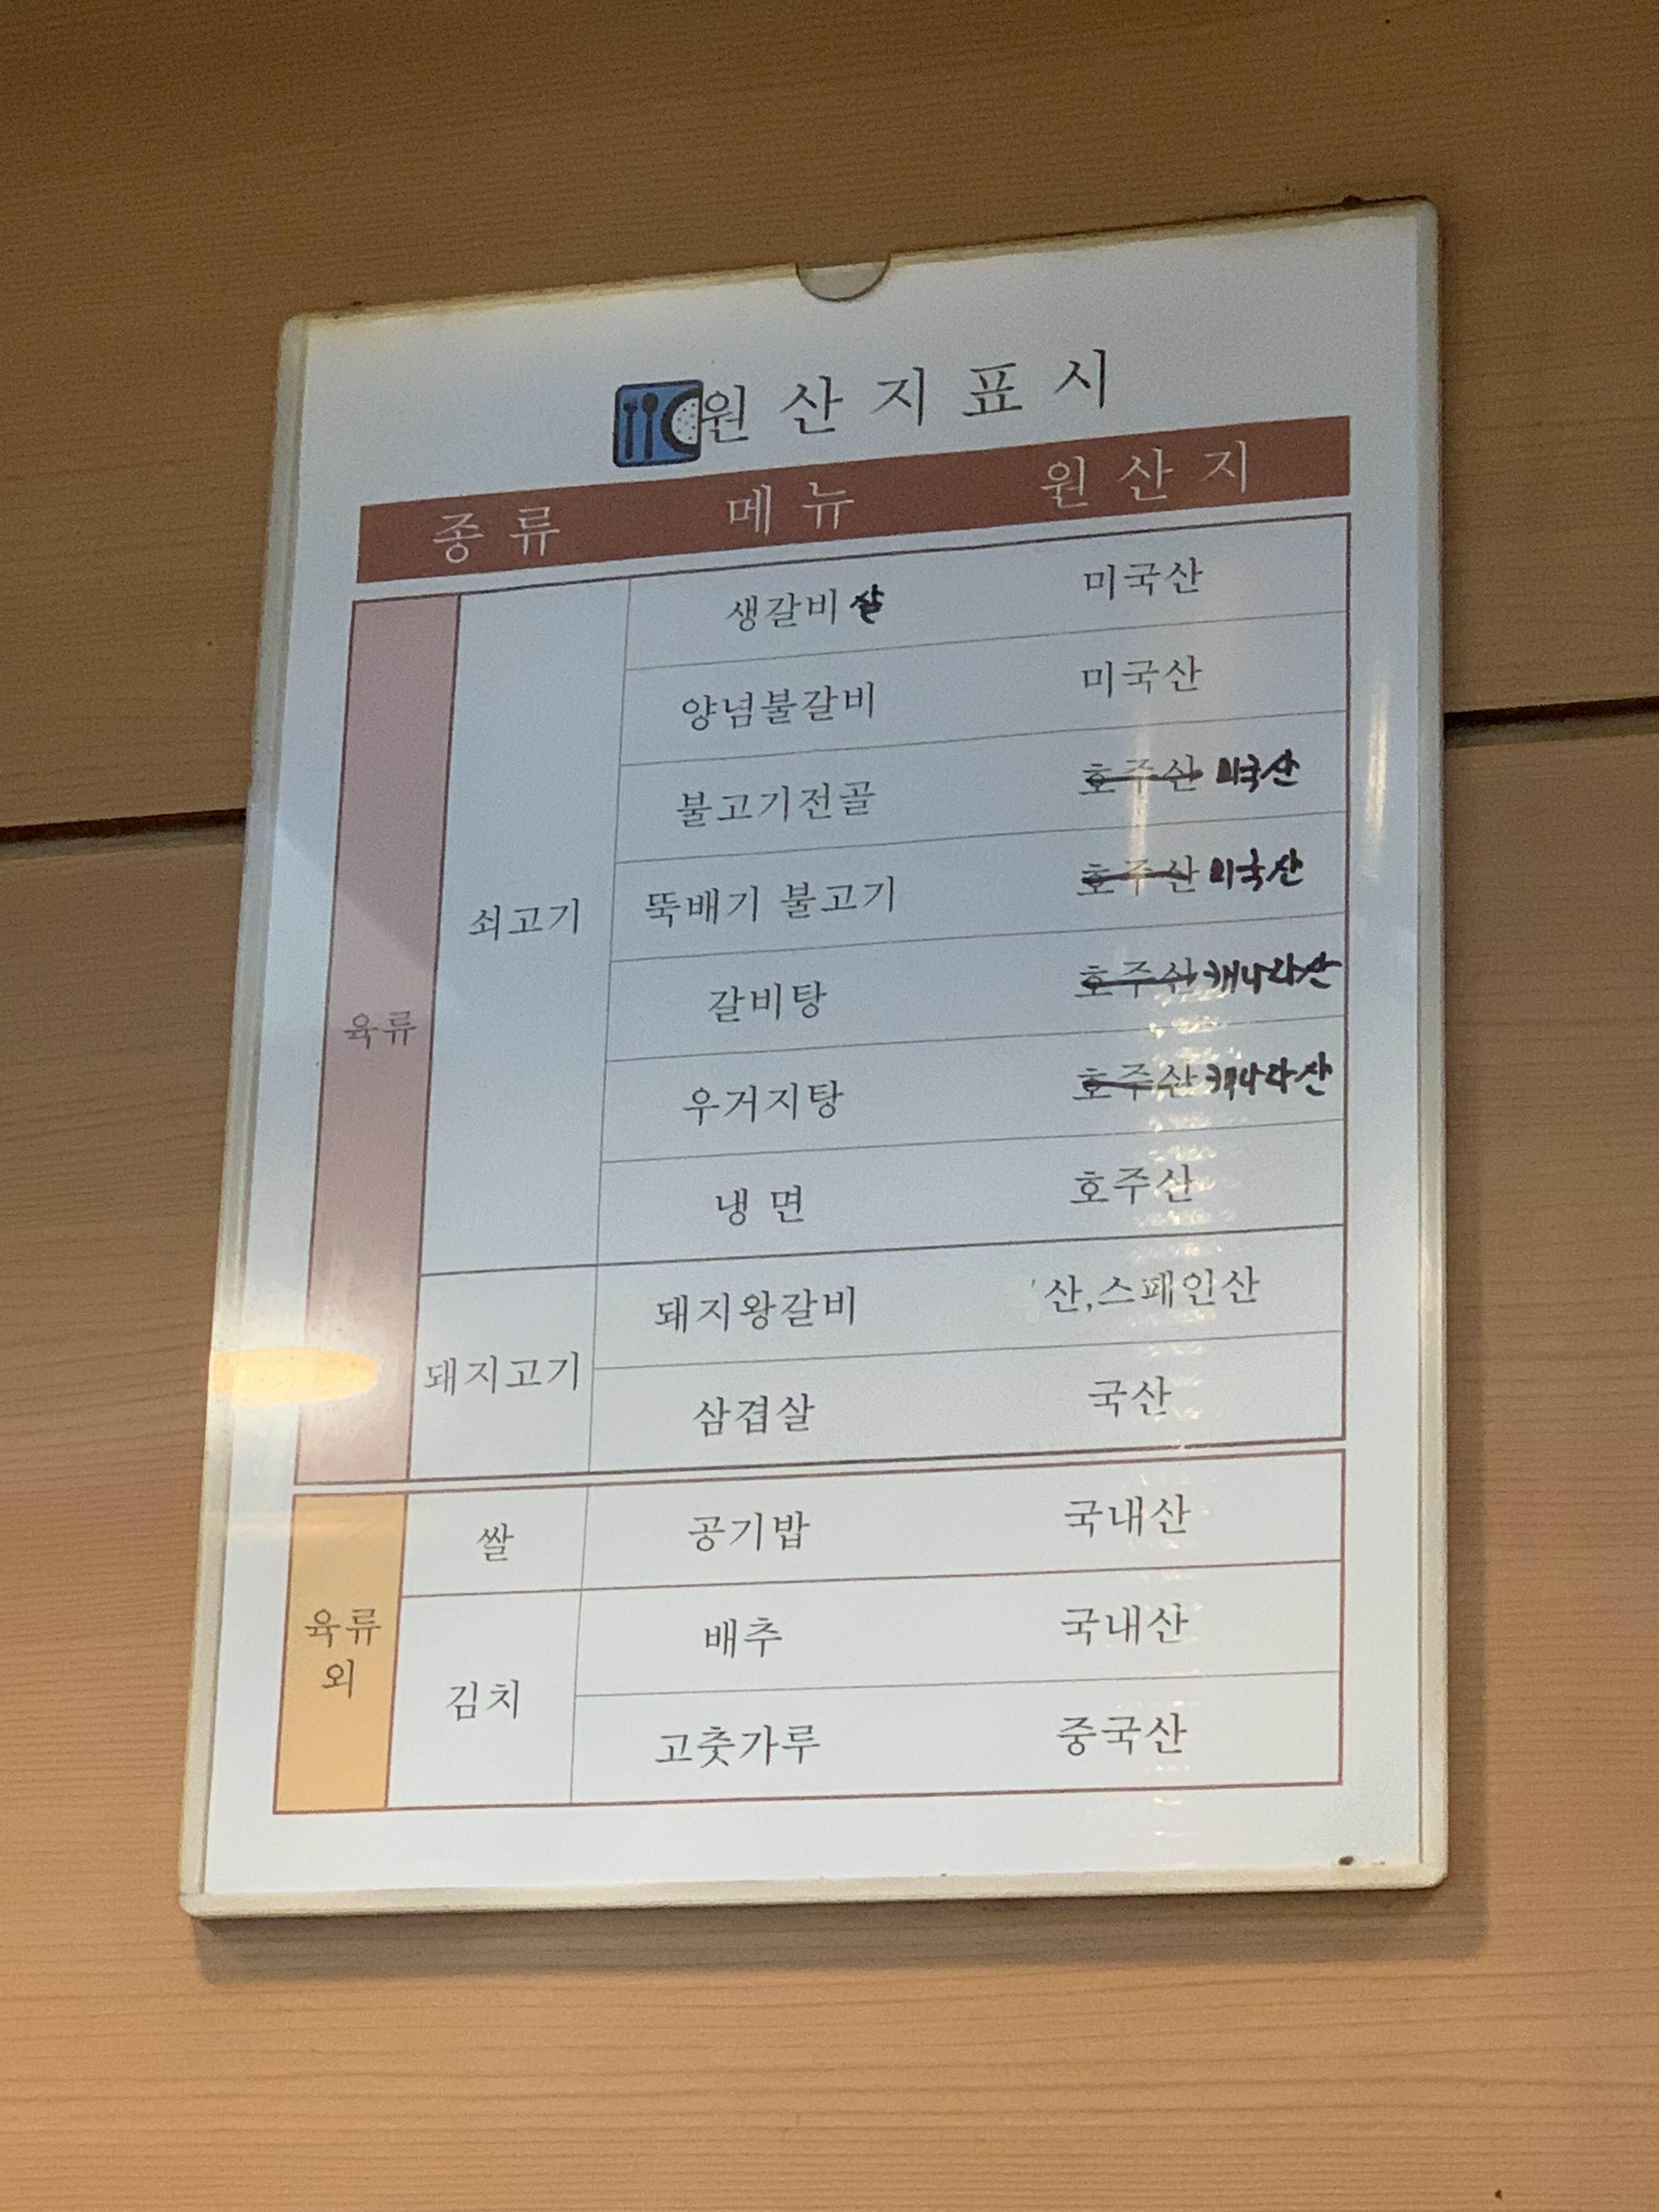 원산지표시
종류 메뉴 원산지
육류 쇠고기 생갈비살 미국산
양념불갈비 미국산
불고기전골 호주산 미국산
뚝배기 불고기 호주산 미국산
갈비탕 호주산 캐나다산
우거지탕 호주산 캐나다산
냉면 호주산
돼지고기 돼지왕갈비 산,스페인산
삼겹살 국산
육류 외 쌀 공기밥 국내산
김치 배추 국내산
고춧가루 중국산